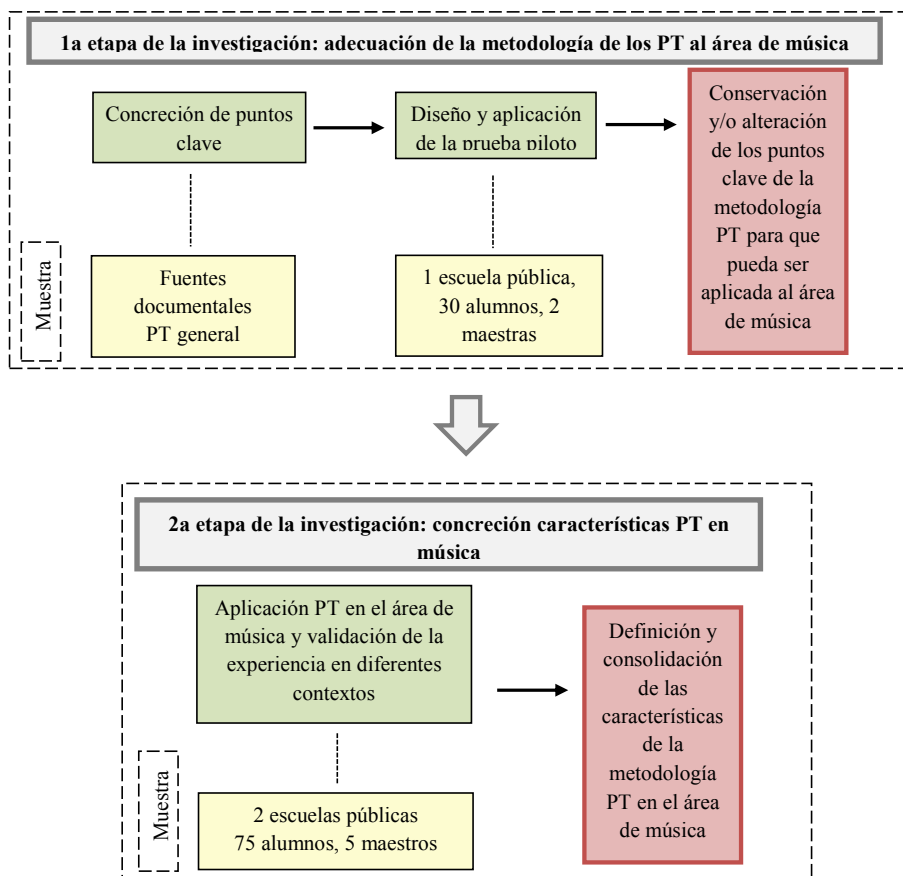 1a etapa de la investigación: adecuación de la metodología de los PT al área de música
Concreción de puntos
clave
Diseño y aplicación
de la prueba piloto
Conservación
y/o alteración
de los puntos
clave de la
metodología
PT para que
pueda ser
aplicada al área
de música
Muestra
Fuentes
documentales
PT general
1 escuela pública,
30 alumnos, 2
maestras
2a etapa de la investigación: concreción características PT en
música
Aplicación PT en el área de
música y validación de la
experiencia en diferentes
contextos
Definición y
consolidación
de las
características
de la
metodología
PT en el área
de música
Muestra
2 escuelas públicas
75 alumnos, 5 maestros